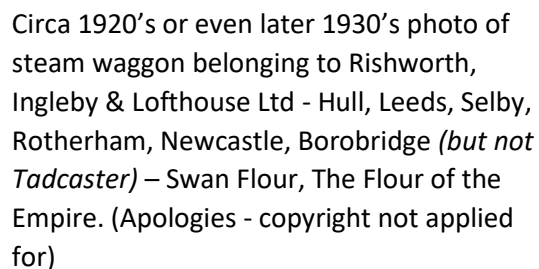 Circa 1920’s or even later 1930’s photo of
steam waggon belonging to Rishworth,
Ingleby & Lofthouse Ltd - Hull, Leeds, Selby,
Rotherham, Newcastle, Borobridge (but not
Tadcaster) – Swan Flour, The Flour of the
Empire. (Apologies - copyright not applied
for)